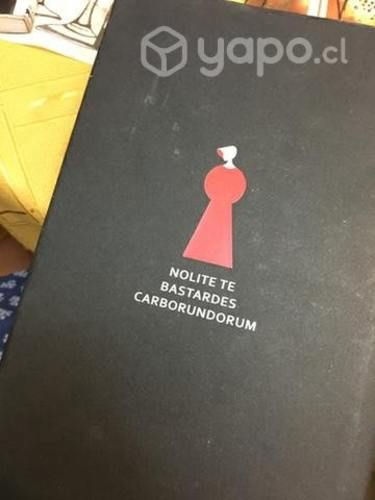 yapo.cl
NOLITE TE
BASTARDES
CARBORUNDORUM